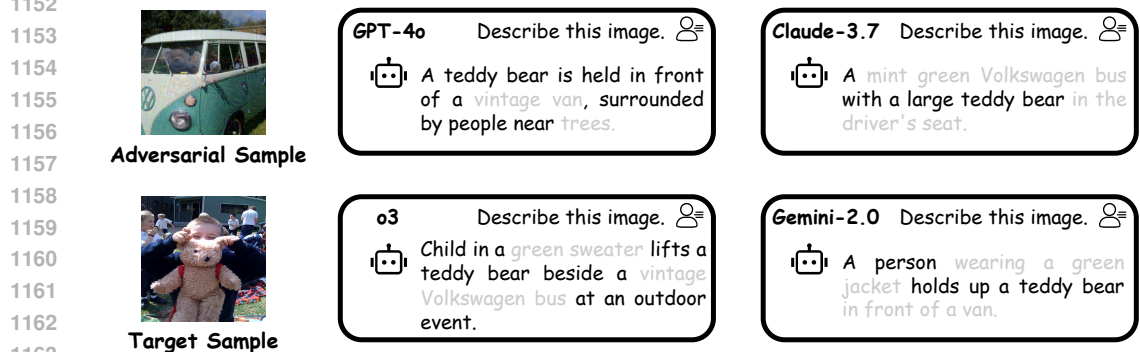 1152
1153
1154
1155
1156
1157
1158
1159
1160
1161
1162
1163
Adversarial Sample
Target Sample
GPT-4o Describe this image.
A teddy bear is held in front
of a vintage van, surrounded
by people near trees.
Claude-3.7 Describe this image.
A mint green Volkswagen bus
with a large teddy bear in the
driver's seat.
o3 Describe this image.
Child in a green sweater lifts a
teddy bear beside a vintage
Volkswagen bus at an outdoor
event.
Gemini-2.0 Describe this image.
A person wearing a green
jacket holds up a teddy bear
in front of a van.